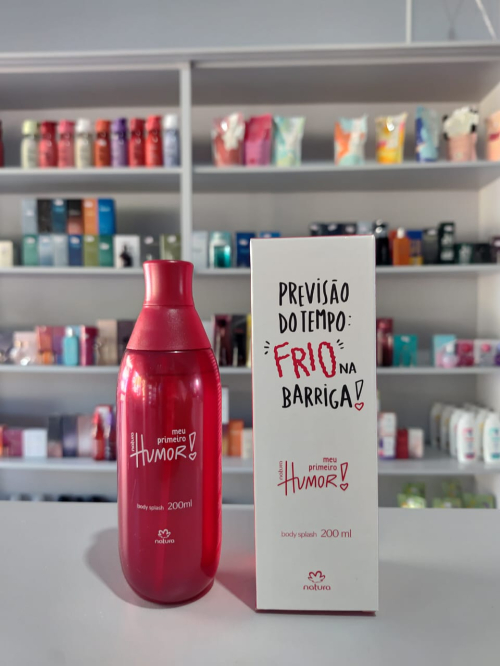 meu
primeiro
natura
HUMOR!
body splash 200ml
natura
PREVISÃO
DO TEMPO:
"FRIO" NA
BARRIGA!
meu
primeiro
natura
HUMOR!
body splash 200 ml
natura